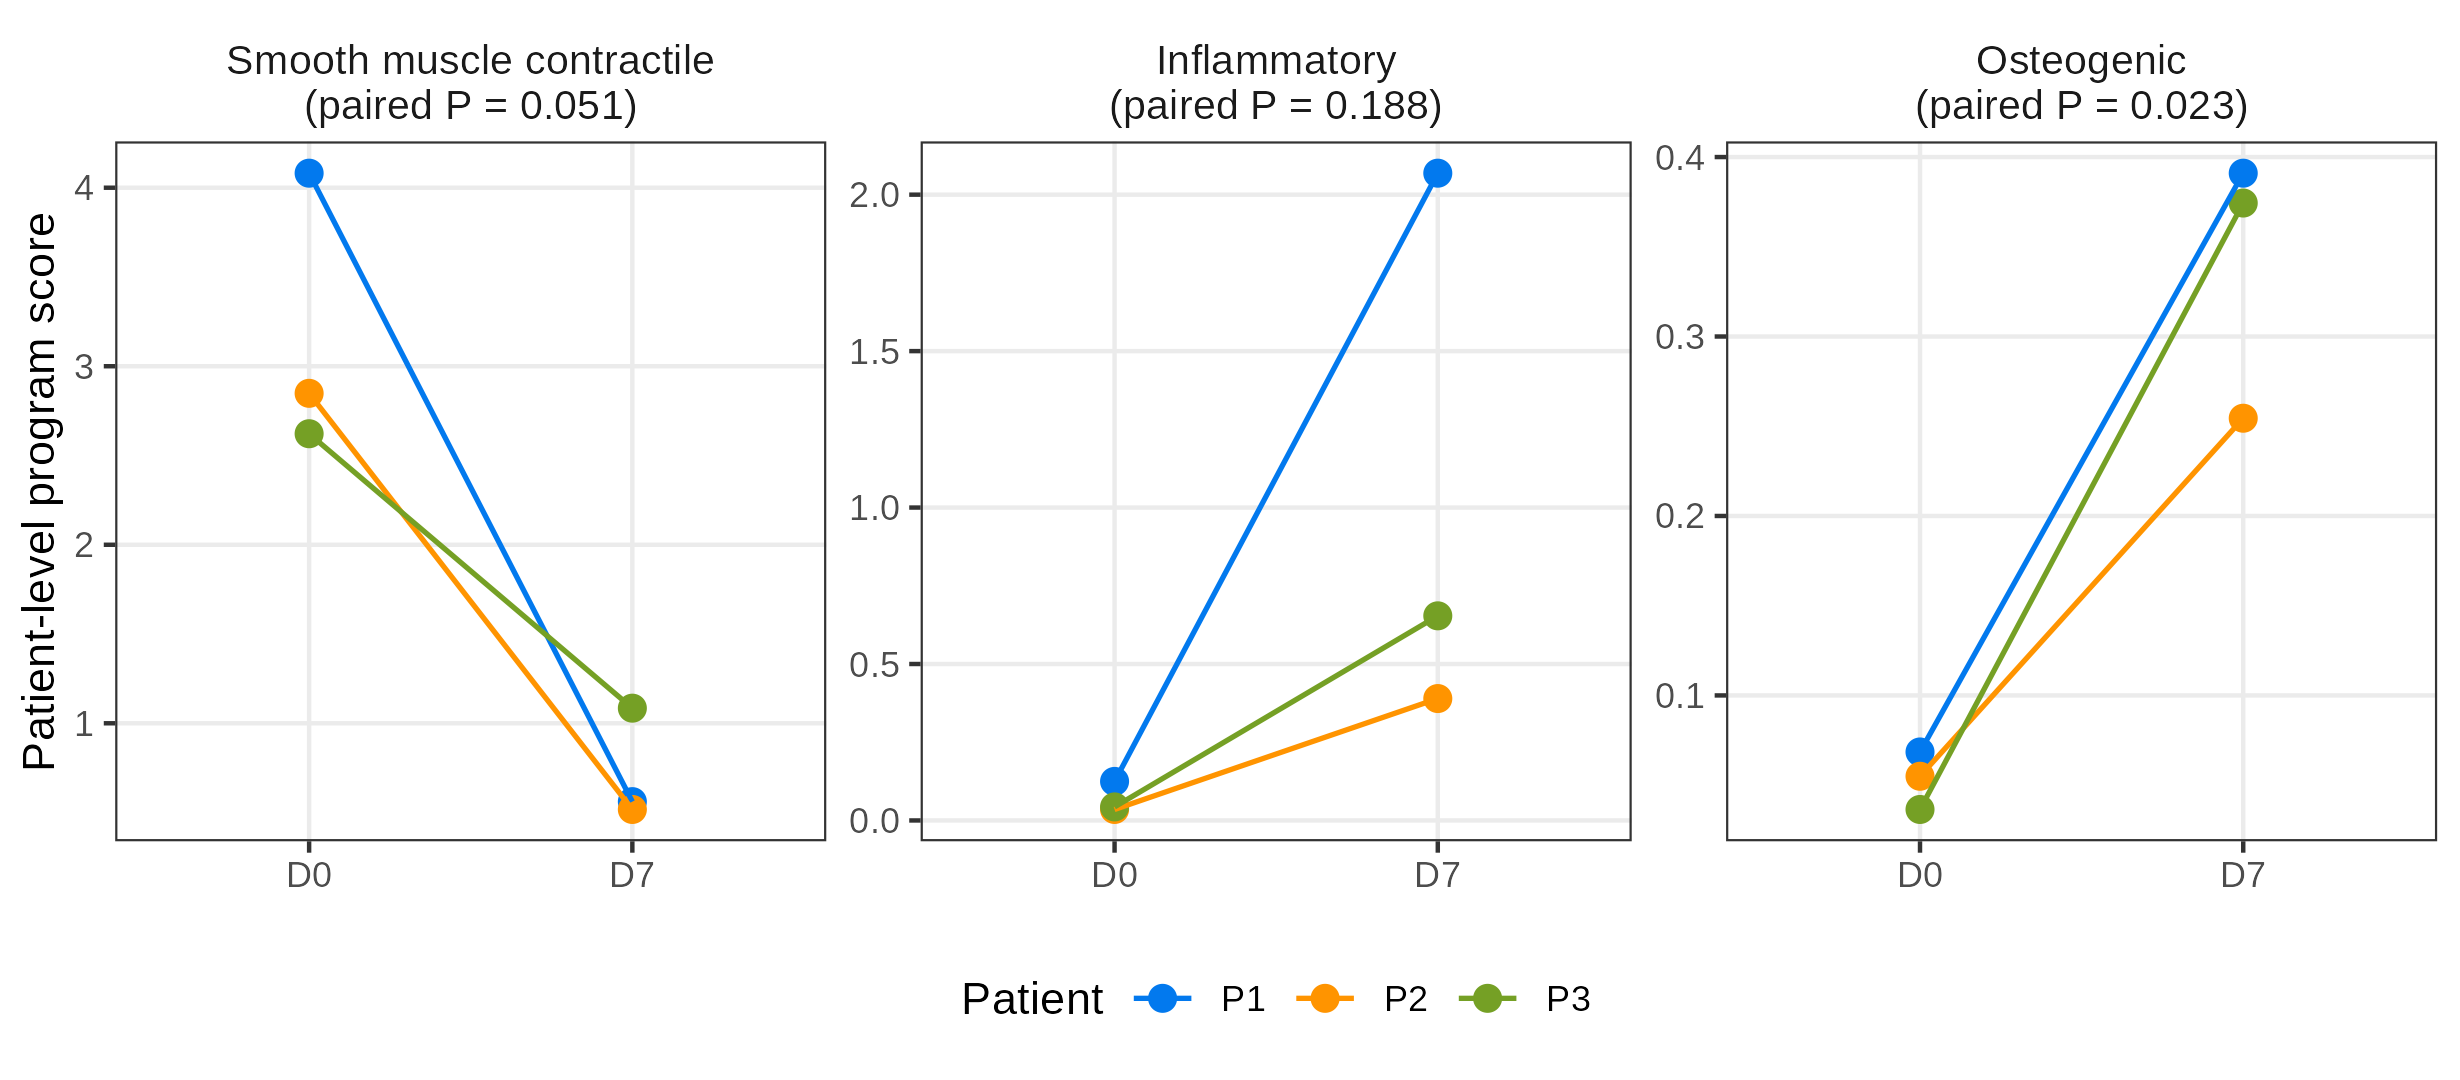 Smooth muscle contractile
(paired P = 0.051)
Inflammatory
(paired P = 0.188)
Osteogenic
(paired P = 0.023)
Patient-level program score
4
3
2
1
D0
D7
2.0
1.5
1.0
0.5
0.0
D0
D7
0.4
0.3
0.2
0.1
D0
D7
Patient
P1
P2
P3